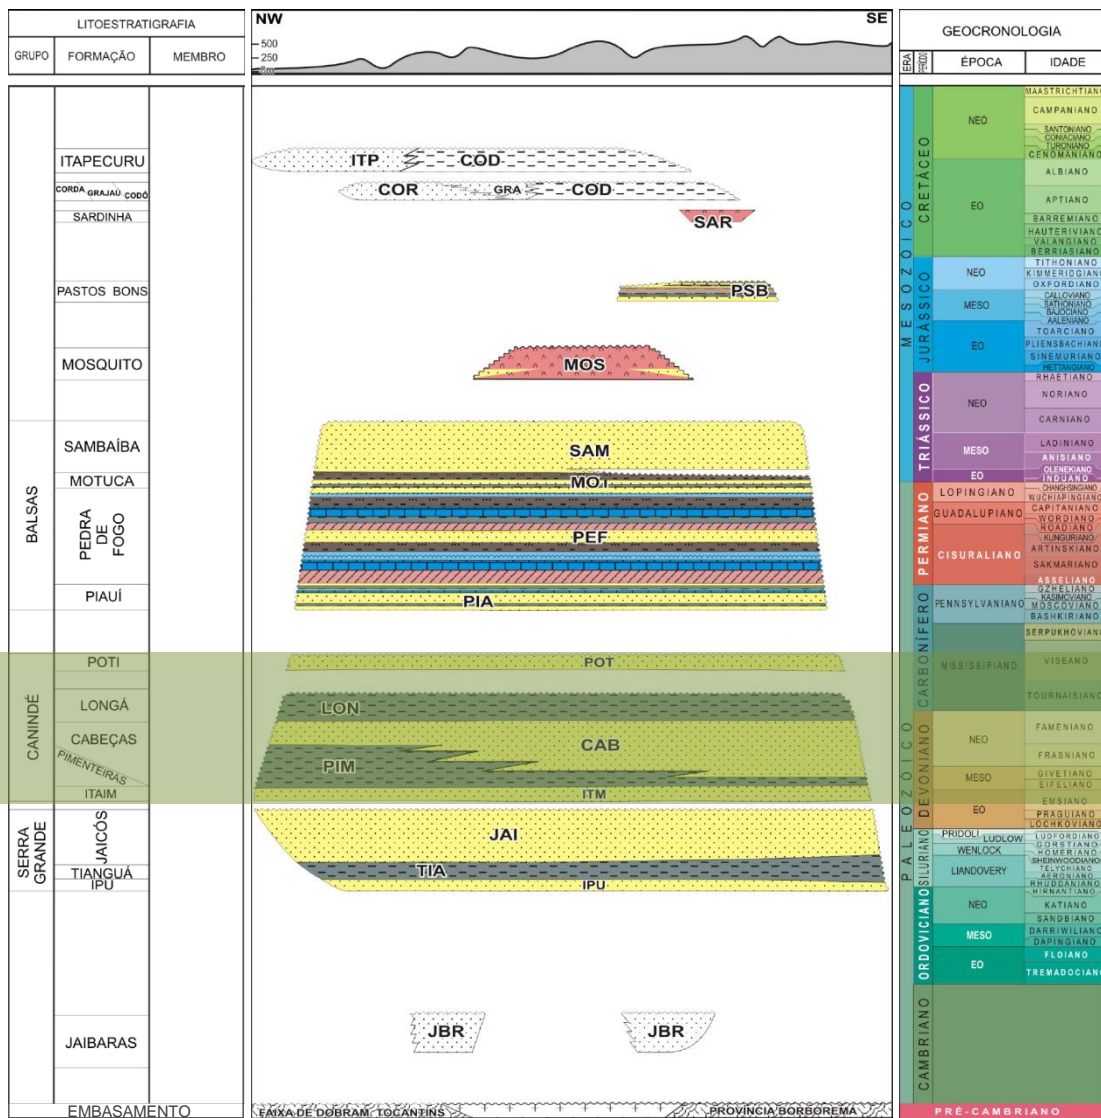 LITOESTRATIGRAFIA
GRUPO FORMAÇÃO MEMBRO
NW SE
500
250
GEOCRONOLOGIA
ERA PERÍODO ÉPOCA IDADE
BALSAS
CANINDÉ
SERRA GRANDE
ITAPECURU
CORDA GRAJAÚ CODÓ
SARDINHA
PASTOS BONS
MOSQUITO
SAMBAÍBA
MOTUCA
PEDRA DE FOGO
PIAUÍ
POTI
LONGÁ
CABEÇAS
PIMENTEIRAS
ITAIM
JAICÓS
TIANGUÁ
IPU
JAIBARAS
EMBASAMENTO
ITP COD
COR GRA COD
SAR
PSB
MOS
SAM
MOT
PEF
PIA
POT
LON
CAB
PIM
ITM
JAI
TIA
IPU
JBR JBR
FAIXA DE DOBRAM. TOCANTINS PROVÍNCIA BORBOREMA
MESOZOICO
PALEOZOICO
CRETÁCEO
JURÁSSICO
TRIÁSSICO
PERMIANO
CARBONÍFERO
DEVONIANO
SILURIANO
ORDOVICIANO
CAMBRIANO
NEO
EO
NEO
MESO
EO
NEO
MESO
EO
LOPINGIANO
GUADALUPIANO
CISURALIANO
PENNSYLVANIANO
MISSISSIPIANO
NEO
MESO
EO
PRIDOLI
LUDLOW
WENLOCK
LIANDOVERY
NEO
MESO
EO
MAASTRICHTIANO
CAMPANIANO
SANTONIANO
CONIACIANO
TURONIANO
CENOMANIANO
ALBIANO
APTIANO
BARREMIANO
HAUTERIVIANO
VALANGIANO
BERRIASIANO
TITHONIANO
KIMMERIDGIANO
OXFORDIANO
CALLOVIANO
BATHONIANO
BAJOCIANO
AALENIANO
TOARCIANO
PLIENSBACHIANO
SINEMURIANO
HETTANGIANO
RHAETIANO
NORIANO
CARNIANO
LADINIANO
ANISIANO
OLENEKIANO
INDUANO
CHANGHSINGIANO
WUCHIAPINGIANO
CAPITANIANO
WORDIANO
ROADIANO
KUNGURIANO
ARTINSKIANO
SAKMARIANO
ASSELIANO
GZHELIANO
KASIMOVIANO
MOSCOVIANO
BASHKIRIANO
SERPUKHOVIANO
VISEANO
TOURNAISIANO
FAMENIANO
FRASNIANO
GIVETIANO
EIFELIANO
EMSIANO
PRAGUIANO
LOCHKOVIANO
LUDFORDIANO
GORSTIANO
HOMERIANO
SHEINWOODIANO
TELYCHIANO
AERONIANO
RHUDDANIANO
HIRNANTIANO
KATIANO
SANDBIANO
DARRIWILIANO
DAPINGIANO
FLOIANO
TREMADOCIANO
PRÉ-CAMBRIANO